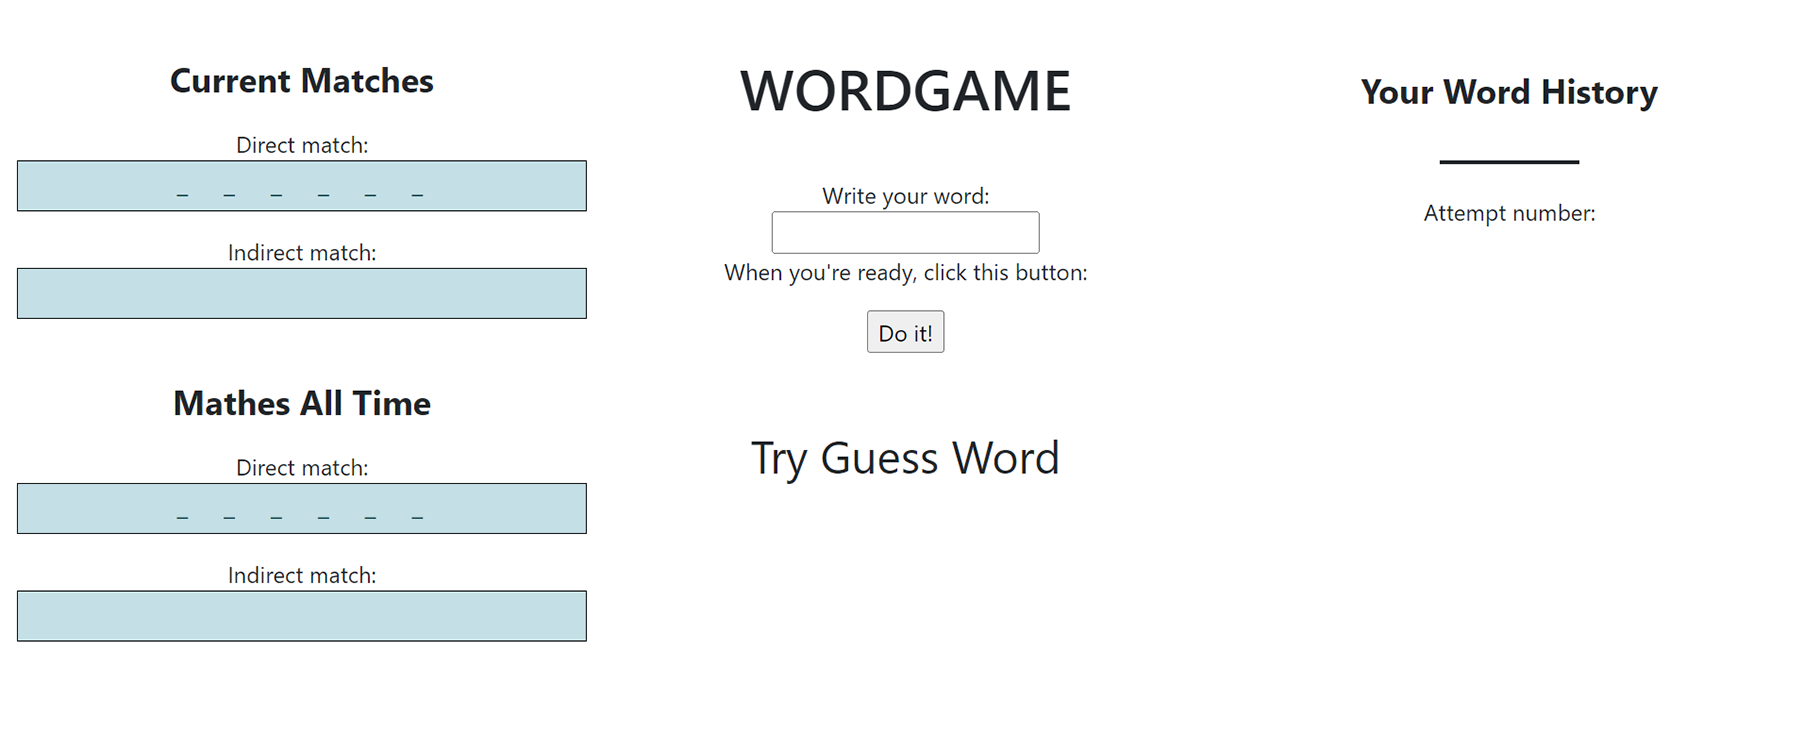 Current Matches
Direct match:
_ _ _ _ _ _
Indirect match:
Mathes All Time
Direct match:
_ _ _ _ _ _
Indirect match:
WORDGAME
Write your word:
When you're ready, click this button:
Do it!
Try Guess Word
Your Word History
Attempt number: